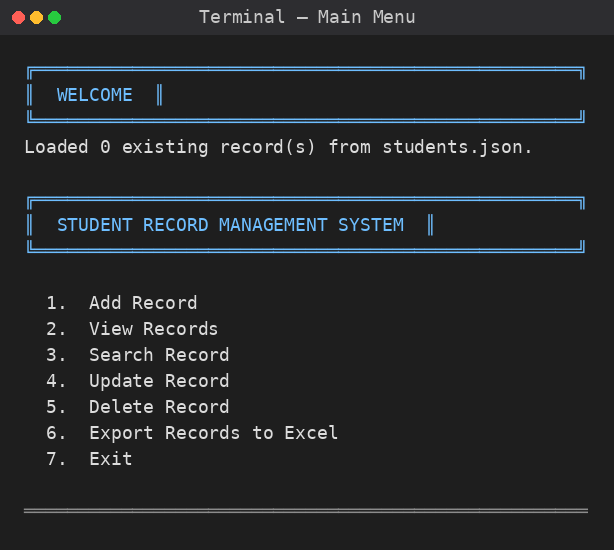 Terminal — Main Menu
WELCOME
Loaded 0 existing record(s) from students.json.
STUDENT RECORD MANAGEMENT SYSTEM
1. Add Record
2. View Records
3. Search Record
4. Update Record
5. Delete Record
6. Export Records to Excel
7. Exit